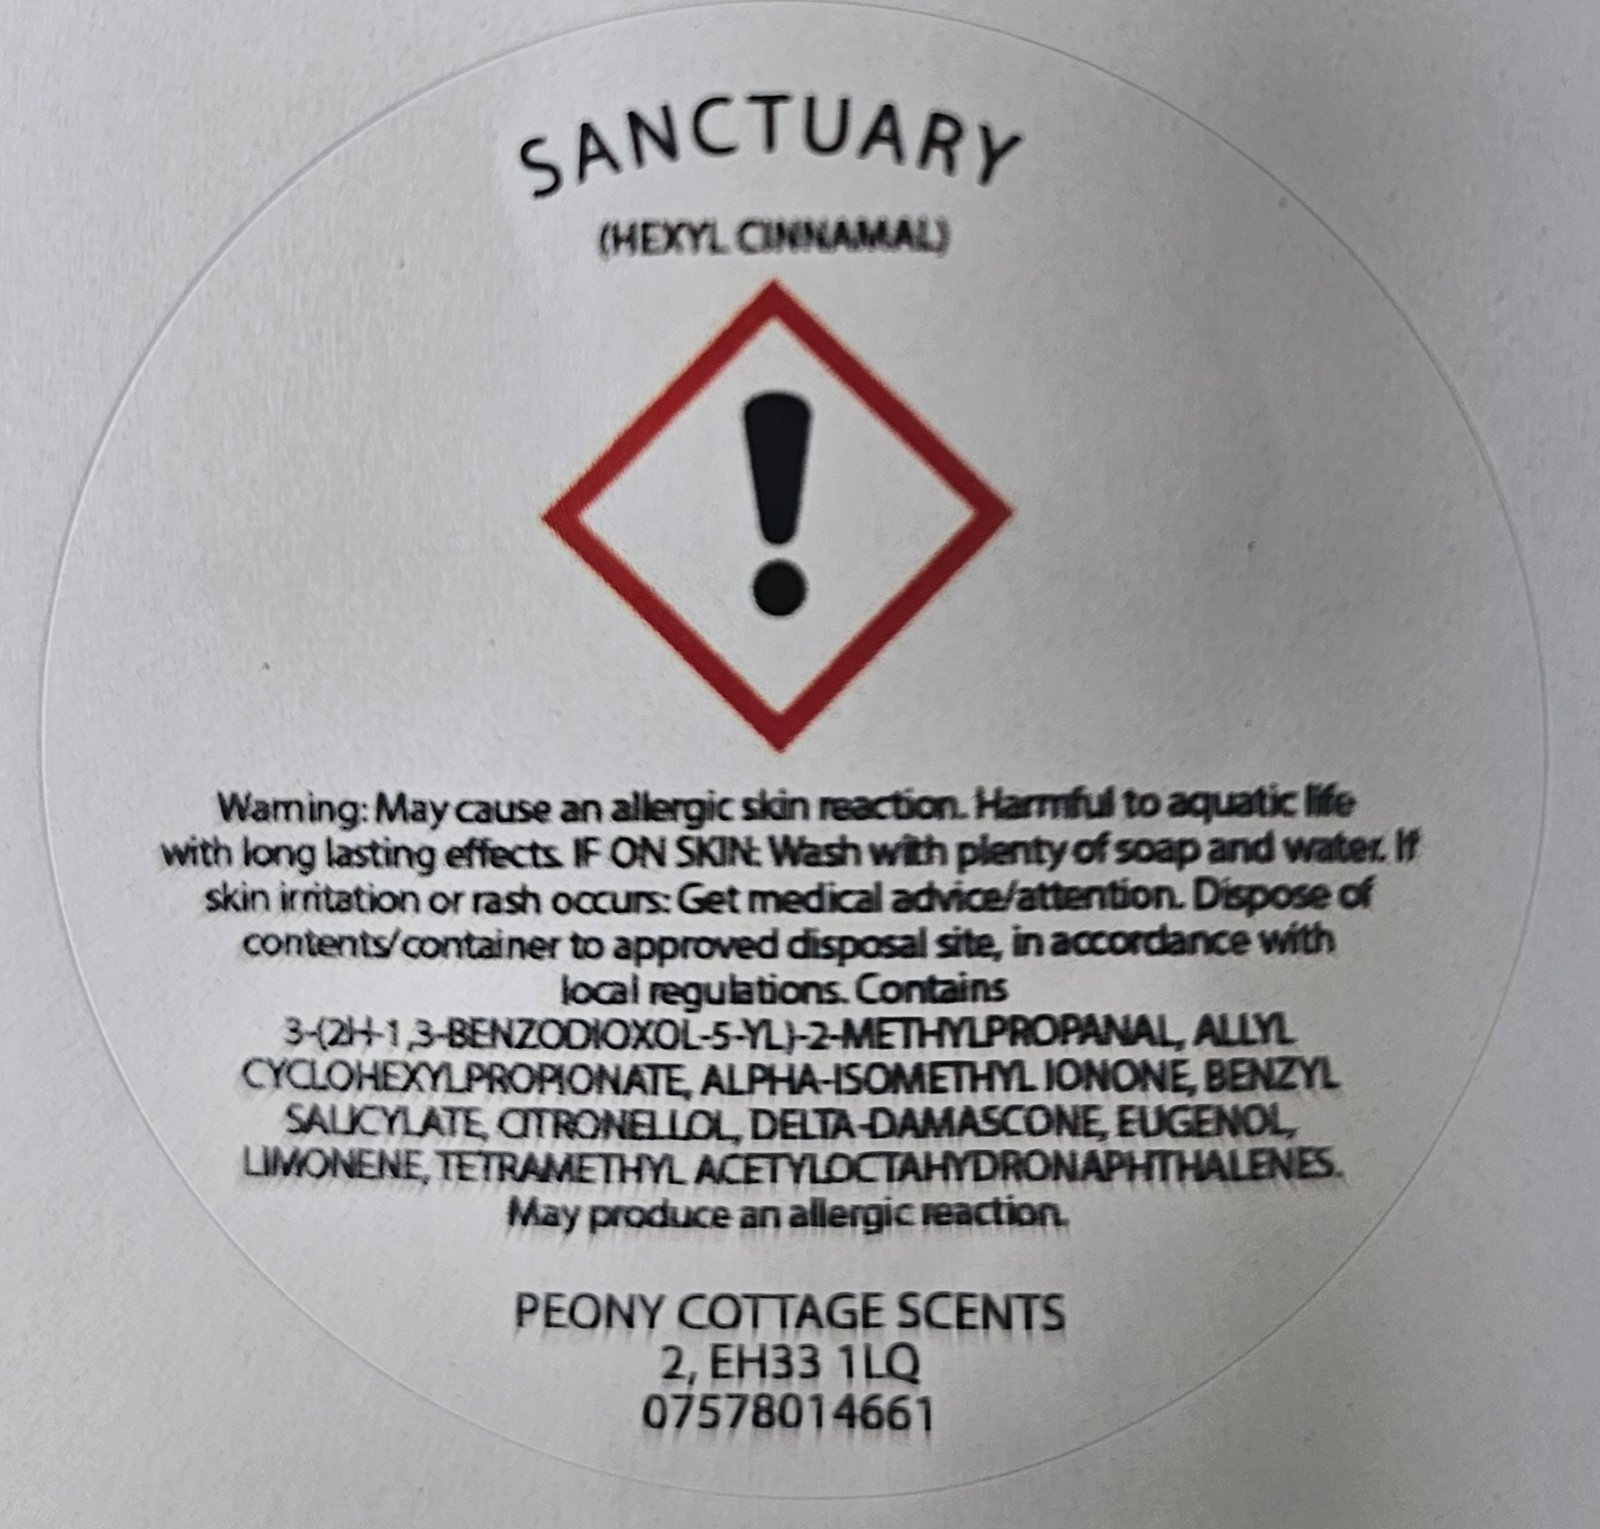 SANCTUARY
(HEXYL CINNAMAL)
Warning: May cause an allergic skin reaction. Harmful to aquatic life
with long lasting effects. IF ON SKIN: Wash with plenty of soap and water. If
skin irritation or rash occurs: Get medical advice/attention. Dispose of
contents/container to approved disposal site, in accordance with
local regulations. Contains
3-(2H-1,3-BENZODIOXOL-5-YL)-2-METHYLPROPANAL, ALLYL
CYCLOHEXYLPROPIONATE, ALPHA-ISOMETHYL IONONE, BENZYL
SALICYLATE, CITRONELLOL, DELTA-DAMASCONE, EUGENOL,
LIMONENE, TETRAMETHYL ACETYLOCTAHYDRONAPHTHALENES.
May produce an allergic reaction.
PEONY COTTAGE SCENTS
2, EH33 1LQ
07578014661